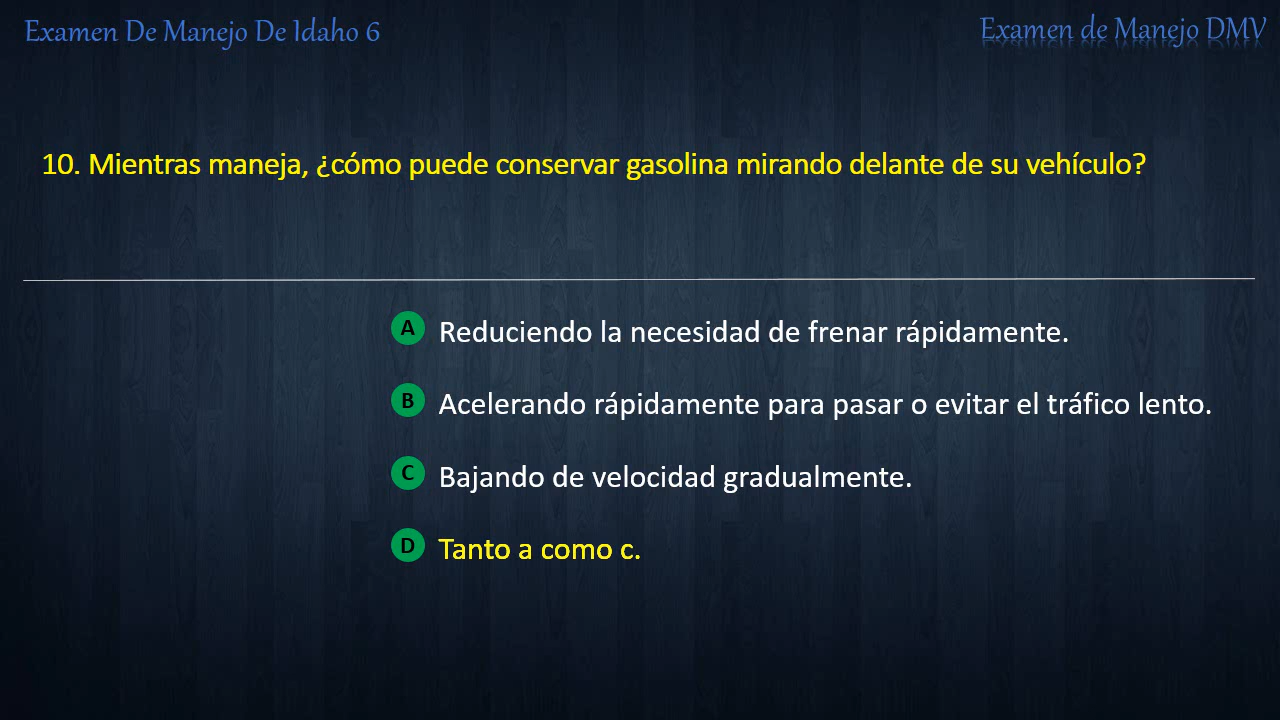 Examen De Manejo De Idaho 6
Examen de Manejo DMV
10. Mientras maneja, ¿cómo puede conservar gasolina mirando delante de su vehículo?
A Reduciendo la necesidad de frenar rápidamente.
B Acelerando rápidamente para pasar o evitar el tráfico lento.
C Bajando de velocidad gradualmente.
D Tanto a como c.